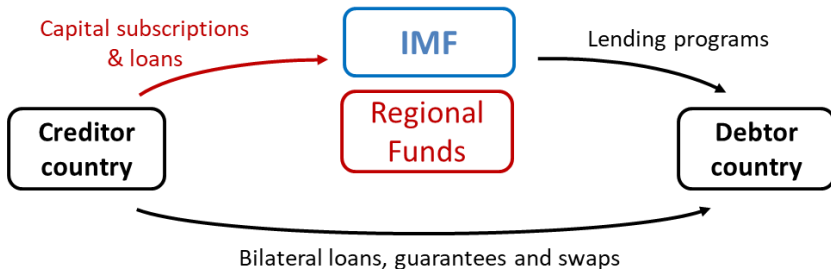 Capital subscriptions
& loans
IMF
Lending programs
Regional
Funds
Creditor
country
Debtor
country
Bilateral loans, guarantees and swaps